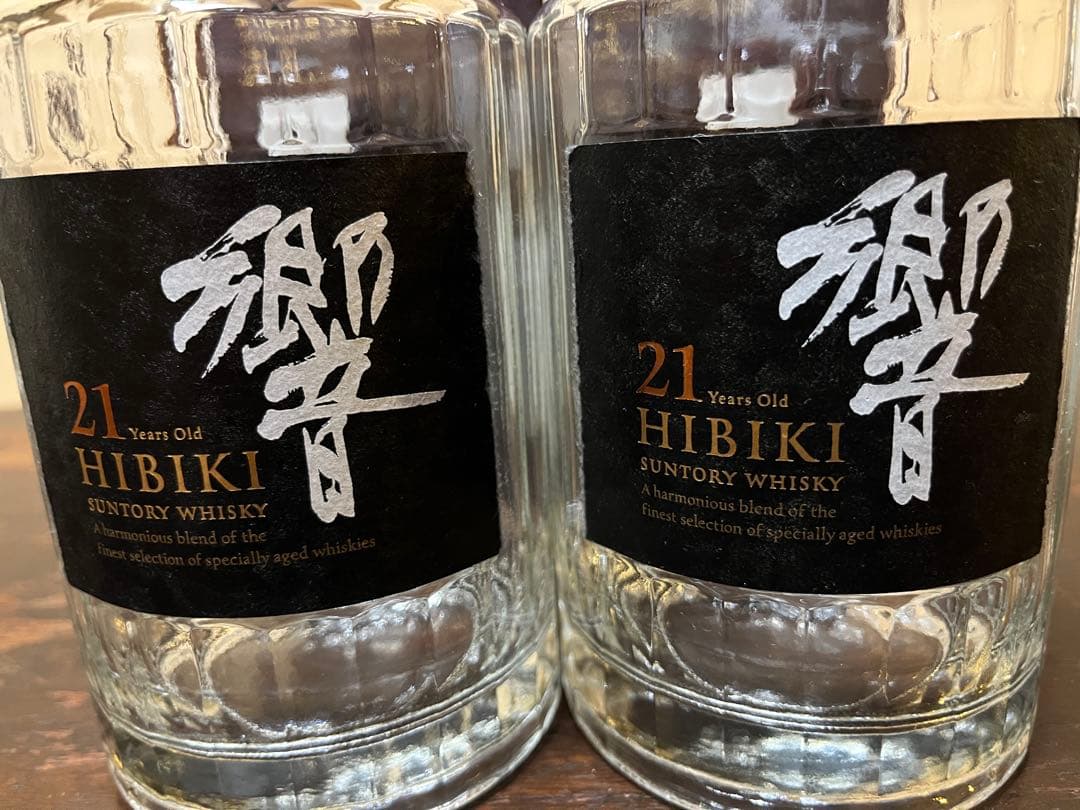 響
21 Years Old
HIBIKI
SUNTORY WHISKY
A harmonious blend of the
finest selection of specially aged whiskies
響
21 Years Old
HIBIKI
SUNTORY WHISKY
A harmonious blend of the
finest selection of specially aged whiskies